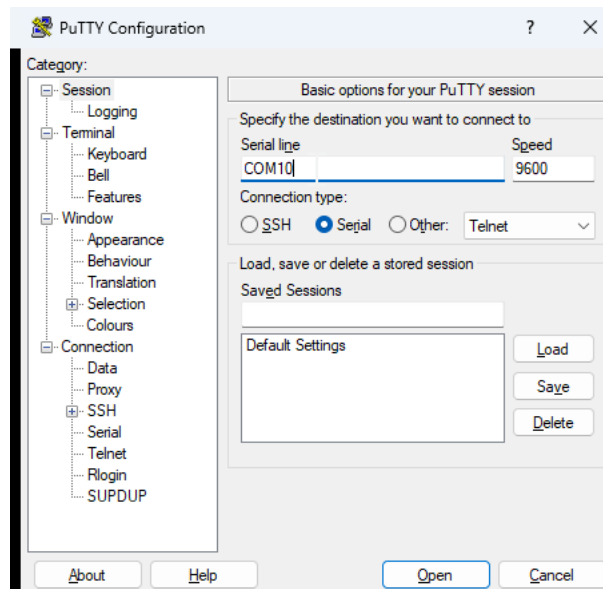 PuTTY Configuration
?
Category:
Session
Logging
Terminal
Keyboard
Bell
Features
Window
Appearance
Behaviour
Translation
Selection
Colours
Connection
Data
Proxy
SSH
Serial
Telnet
Rlogin
SUPDUP
Basic options for your PuTTY session
Specify the destination you want to connect to
Serial line Speed
COM10 9600
Connection type:
SSH Serial Other: Telnet
Load, save or delete a stored session
Saved Sessions
Default Settings
Load
Save
Delete
About Help Open Cancel